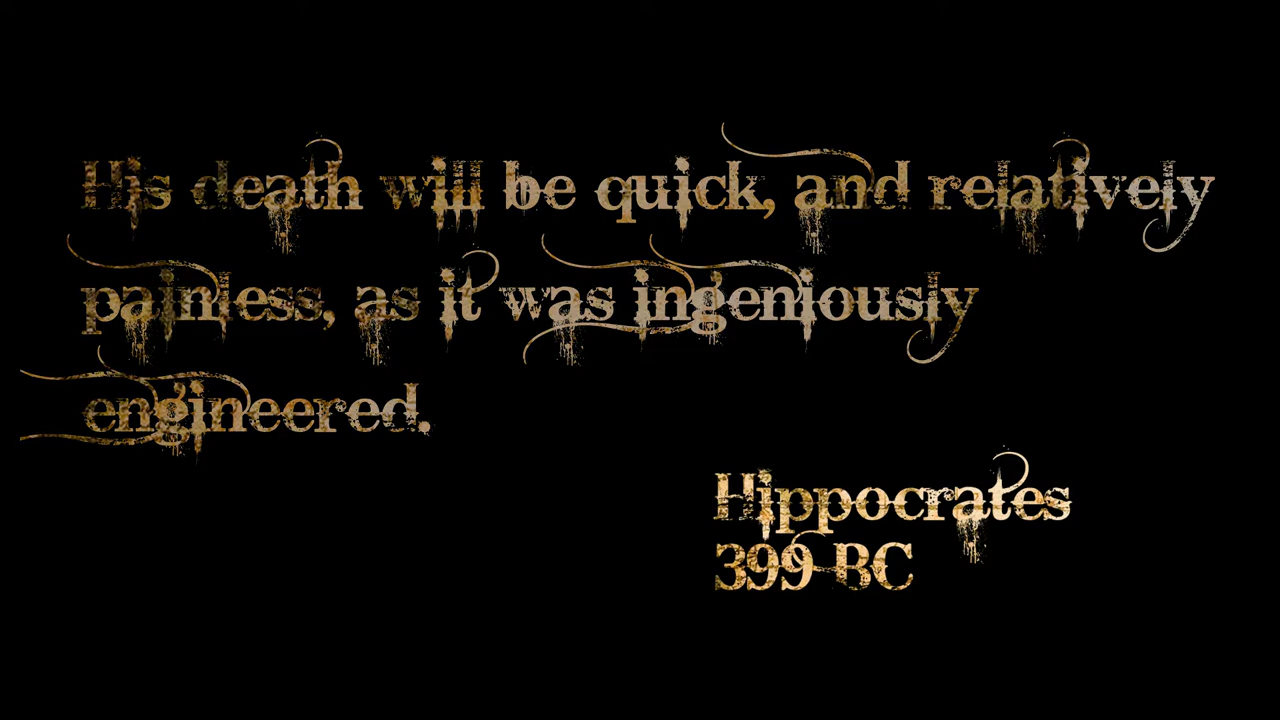 His death will be quick, and relatively
painless, as it was ingeniously
engineered.
Hippocrates
399 BC